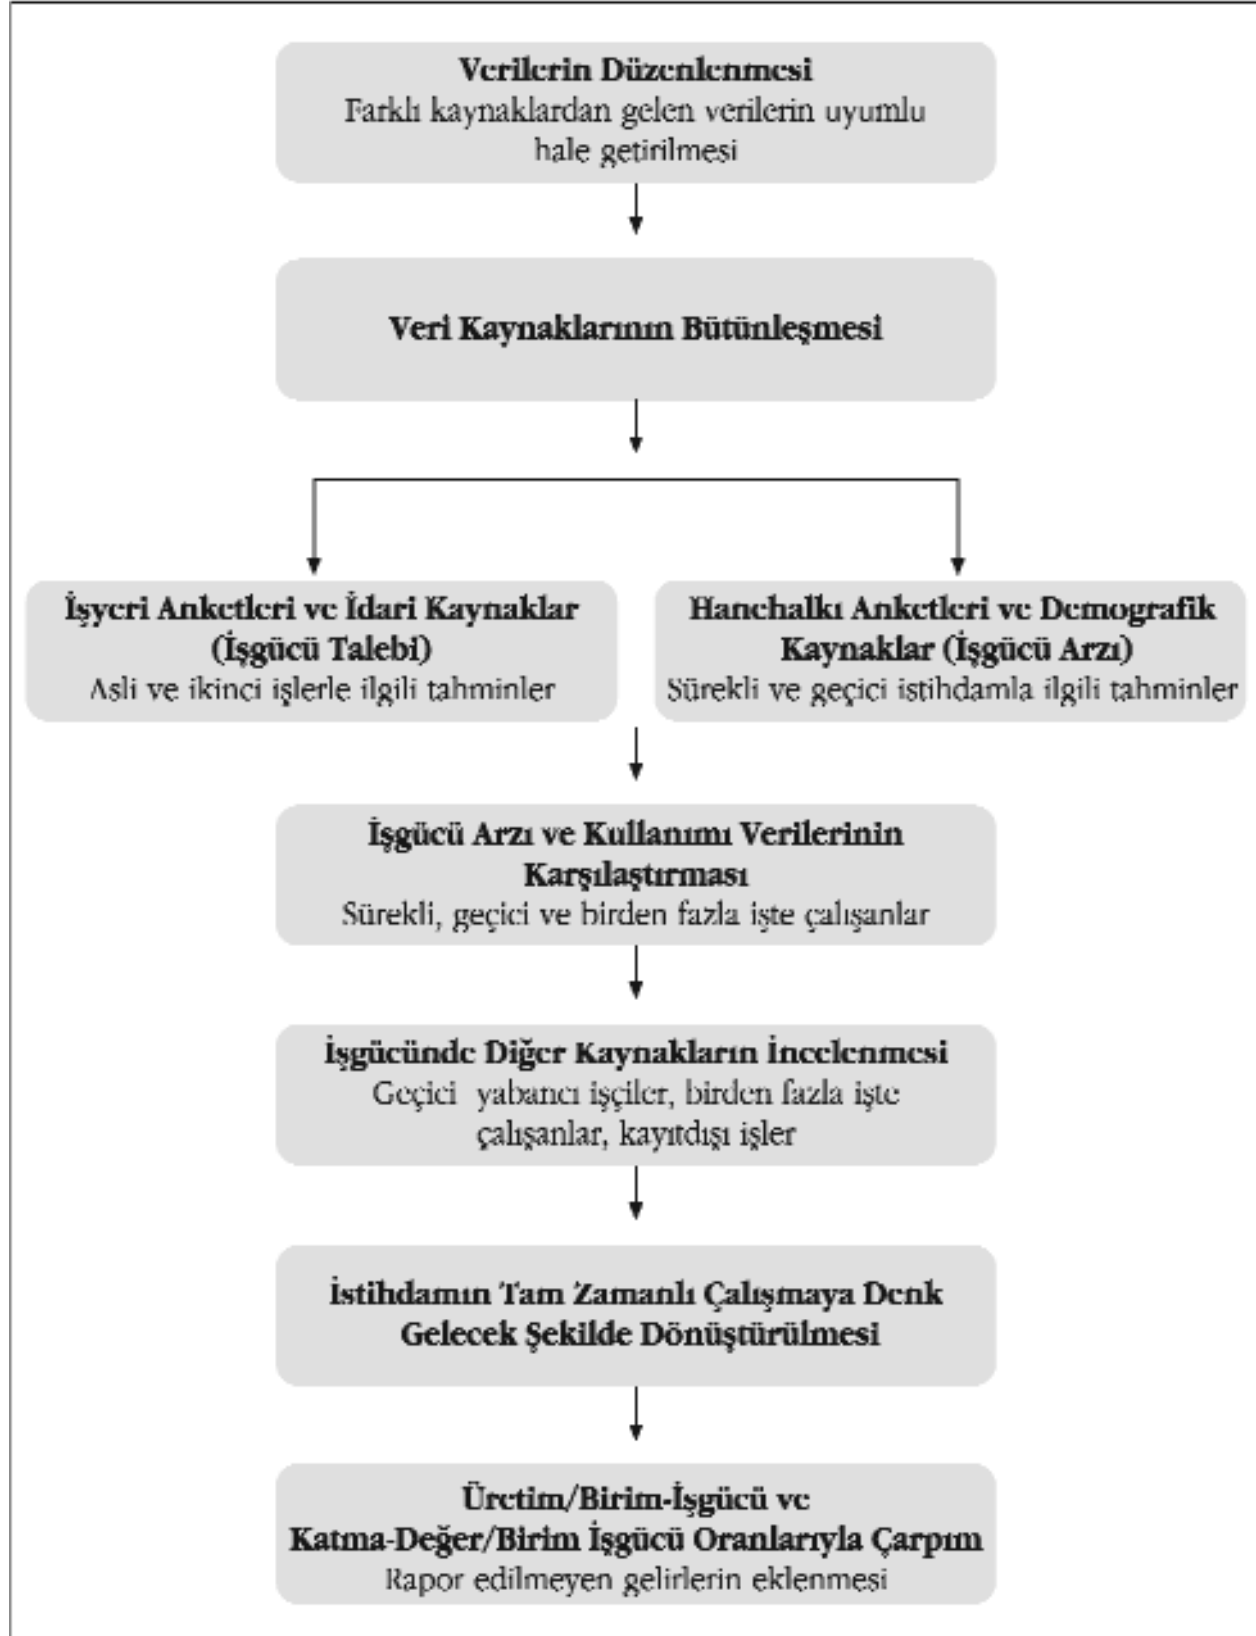 Verilerin Düzenlenmesi
Farklı kaynaklardan gelen verilerin uyumlu
hale getirilmesi
Veri Kaynaklarının Bütünleşmesi
İşyeri Anketleri ve İdari Kaynaklar
(İşgücü Talebi)
Asli ve ikinci işlerle ilgili tahminler
Hanehalkı Anketleri ve Demografik
Kaynaklar (İşgücü Arzı)
Sürekli ve geçici istihdamla ilgili tahminler
İşgücü Arzı ve Kullanımı Verilerinin
Karşılaştırması
Sürekli, geçici ve birden fazla işte çalışanlar
İşgücünde Diğer Kaynakların İncelenmesi
Geçici yabancı işçiler, birden fazla işte
çalışanlar, kayıtdışı işler
İstihdamın Tam Zamanlı Çalışmaya Denk
Gelecek Şekilde Dönüştürülmesi
Üretim/Birim-İşgücü ve
Katma-Değer/Birim İşgücü Oranlarıyla Çarpım
Rapor edilmeyen gelirlerin eklenmesi